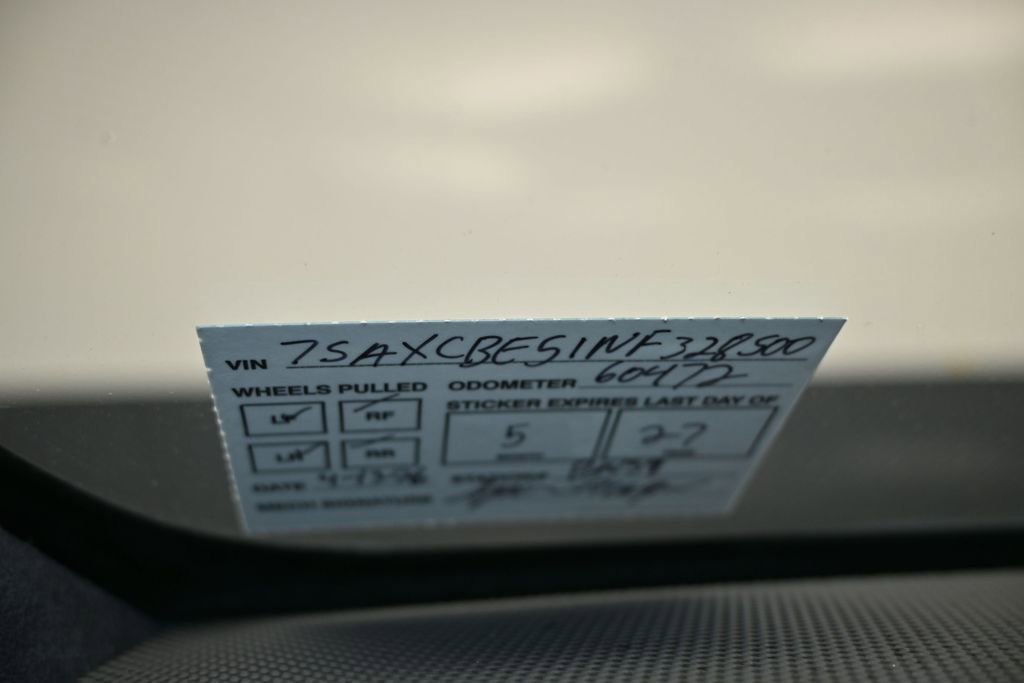 VIN 7SAXCBE51NF328500
WHEELS PULLED ODOMETER 60472
LF RF STICKER EXPIRES LAST DAY OF
LR RR 5 27
DATE
MECH SIGNATURE